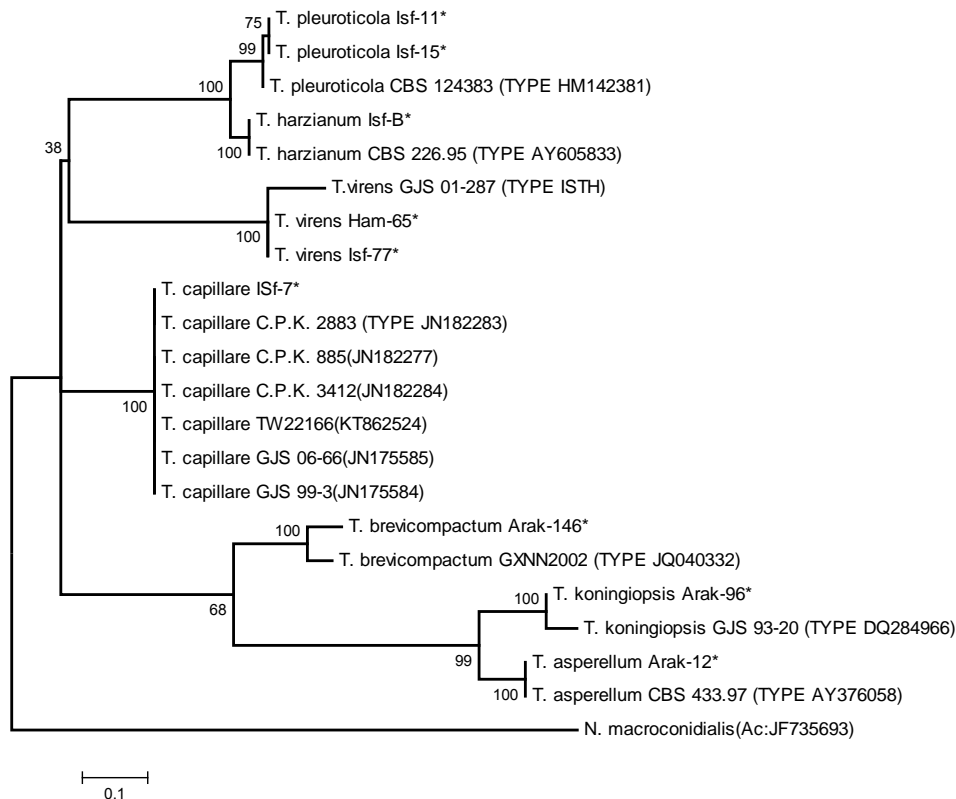 75
T. pleuroticola Isf-11*
99
T. pleuroticola Isf-15*
100
T. pleuroticola CBS 124383 (TYPE HM142381)
T. harzianum Isf-B*
38
100
T. harzianum CBS 226.95 (TYPE AY605833)
T.virens GJS 01-287 (TYPE ISTH)
T. virens Ham-65*
100
T. virens Isf-77*
T. capillare ISf-7*
T. capillare C.P.K. 2883 (TYPE JN182283)
T. capillare C.P.K. 885(JN182277)
T. capillare C.P.K. 3412(JN182284)
100
T. capillare TW22166(KT862524)
T. capillare GJS 06-66(JN175585)
T. capillare GJS 99-3(JN175584)
100
T. brevicompactum Arak-146*
T. brevicompactum GXNN2002 (TYPE JQ040332)
68
100
T. koningiopsis Arak-96*
T. koningiopsis GJS 93-20 (TYPE DQ284966)
99
T. asperellum Arak-12*
100
T. asperellum CBS 433.97 (TYPE AY376058)
N. macroconidialis(Ac:JF735693)
0.1